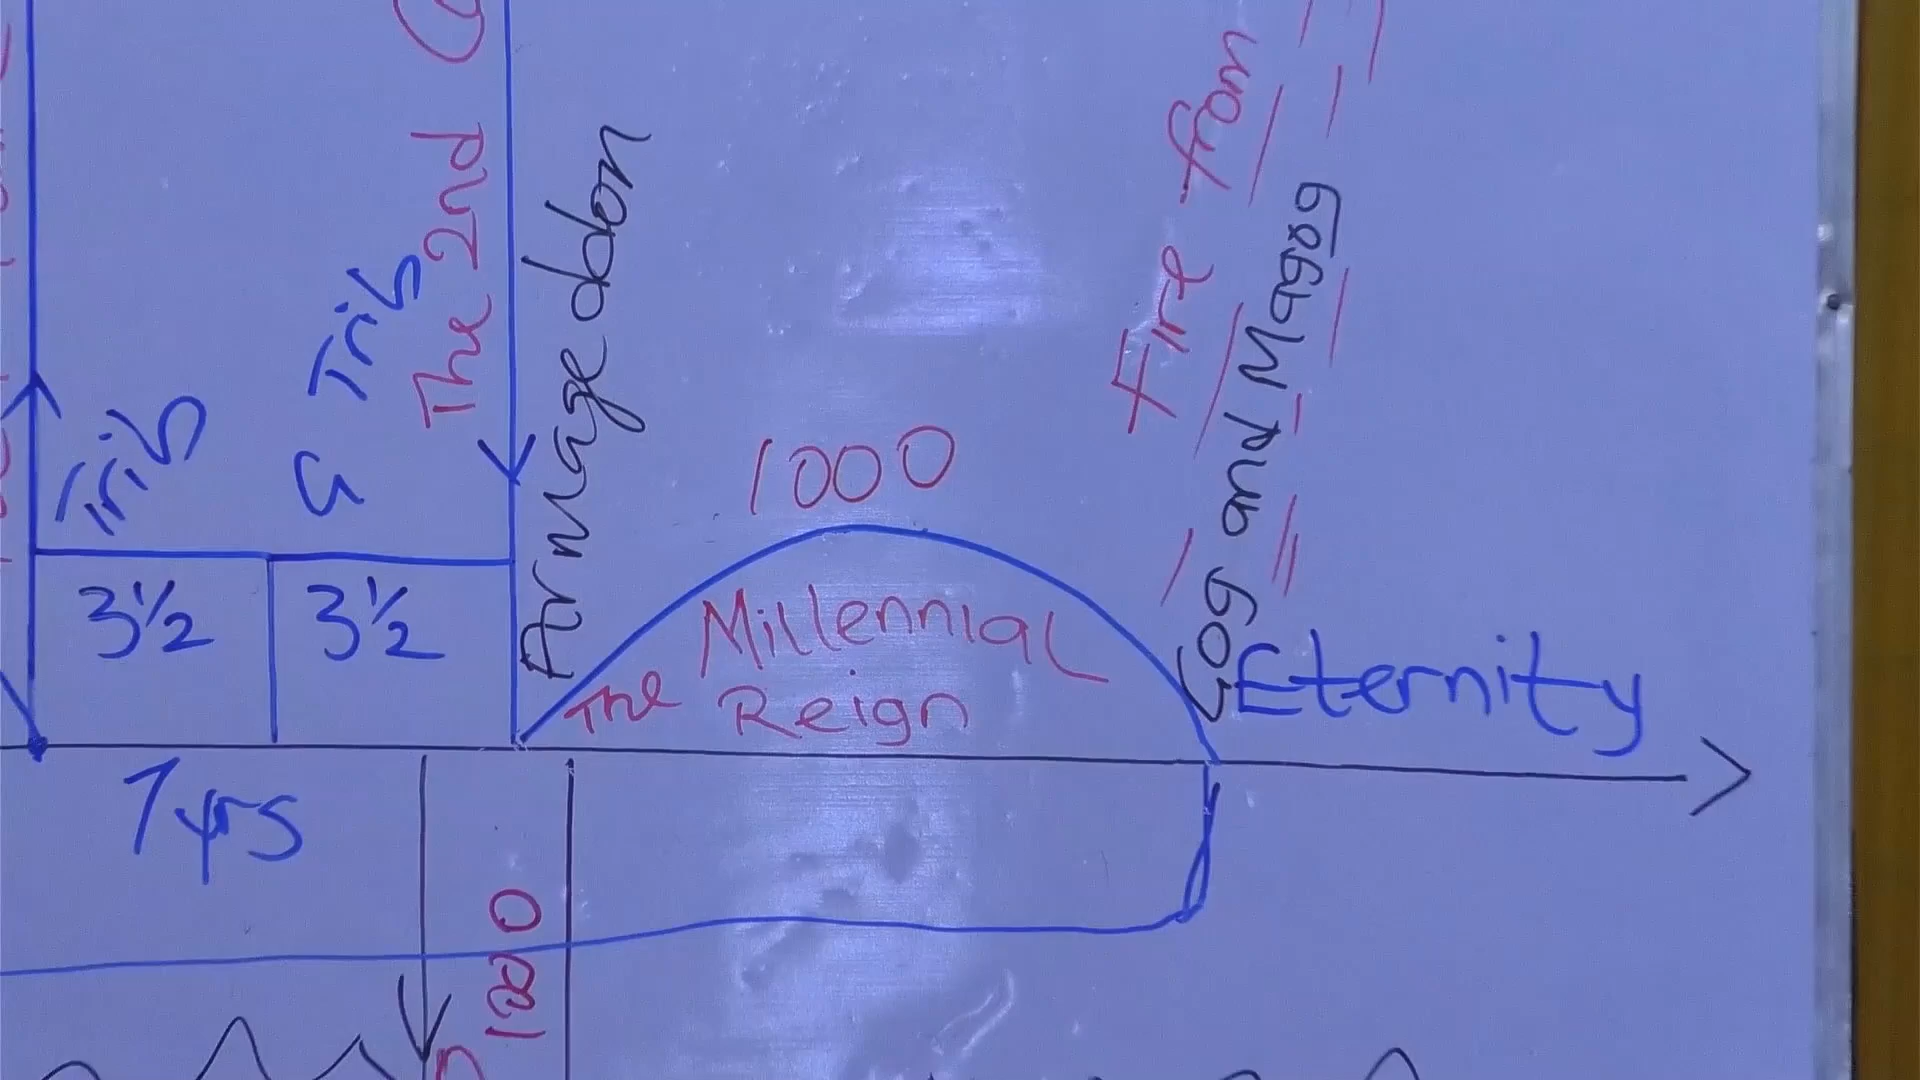 Trib
G Trib
The 2nd
Armageddon
Fire from
Gog and Magog
1000
3½
3½
The Millennial
Reign
Eternity
7yrs
1000